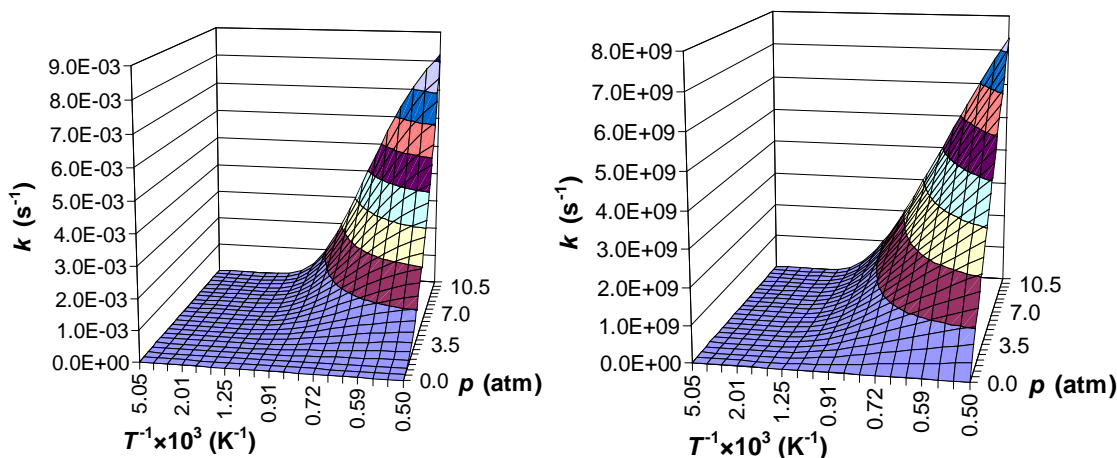 9.0E-03
8.0E-03
7.0E-03
6.0E-03
5.0E-03
4.0E-03
3.0E-03
2.0E-03
1.0E-03
0.0E+00
k (s⁻¹)
5.05
2.01
1.25
0.91
0.72
0.59
0.50
T⁻¹×10³ (K⁻¹)
10.5
7.0
3.5
0.0
p (atm)
8.0E+09
7.0E+09
6.0E+09
5.0E+09
4.0E+09
3.0E+09
2.0E+09
1.0E+09
0.0E+00
k (s⁻¹)
5.05
2.01
1.25
0.91
0.72
0.59
0.50
T⁻¹×10³ (K⁻¹)
10.5
7.0
3.5
0.0
p (atm)